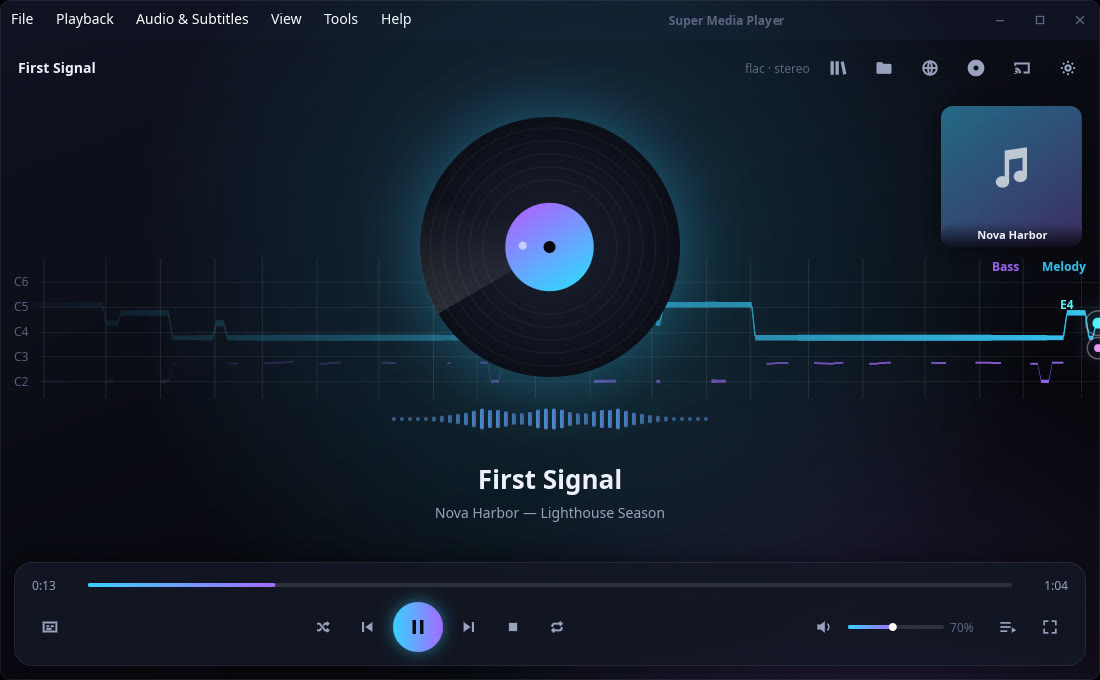 File Playback Audio & Subtitles View Tools Help Super Media Player
First Signal flac · stereo
Nova Harbor
Bass Melody
C6
E4
C5
C4
C3
C2
First Signal
Nova Harbor — Lighthouse Season
0:13 1:04
70%